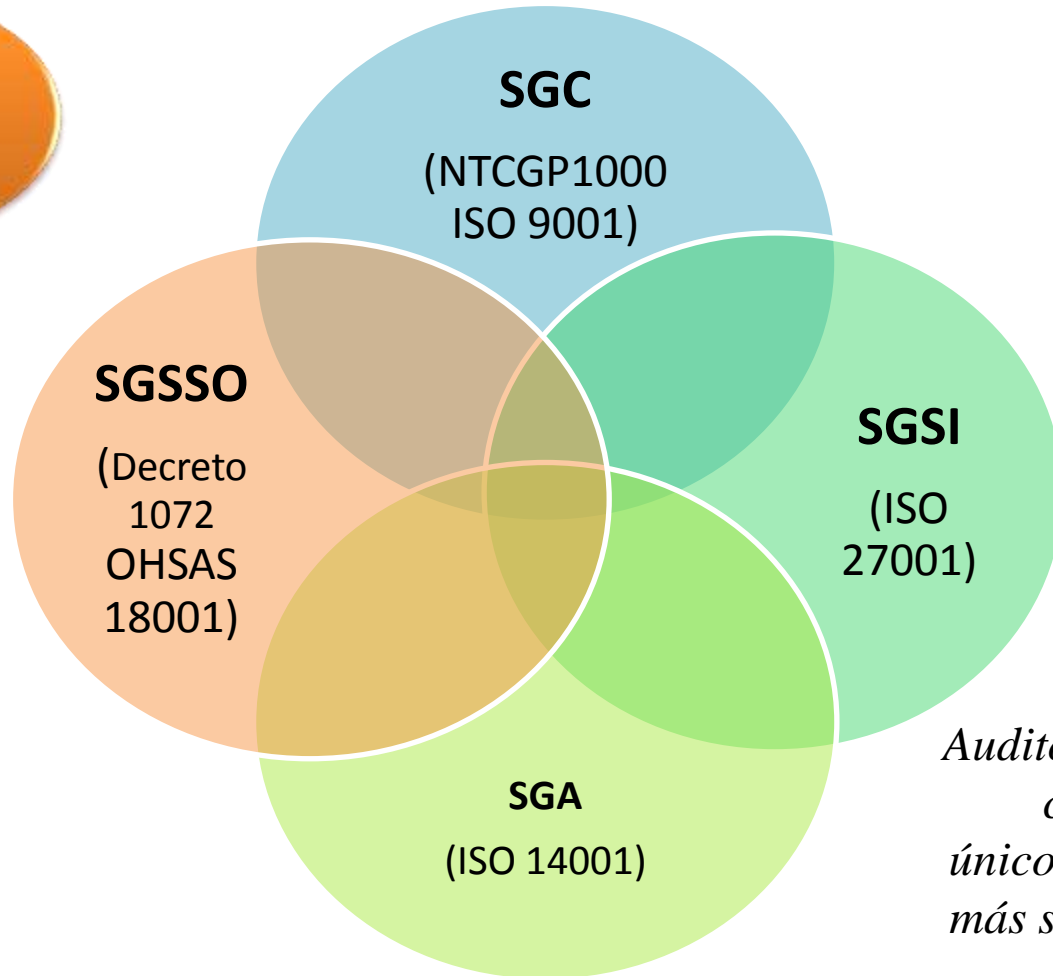 SGC
(NTCGP1000
ISO 9001)
SGSSO
(Decreto
1072
OHSAS
18001)
SGSI
(ISO
27001)
SGA
(ISO 14001)
único
más